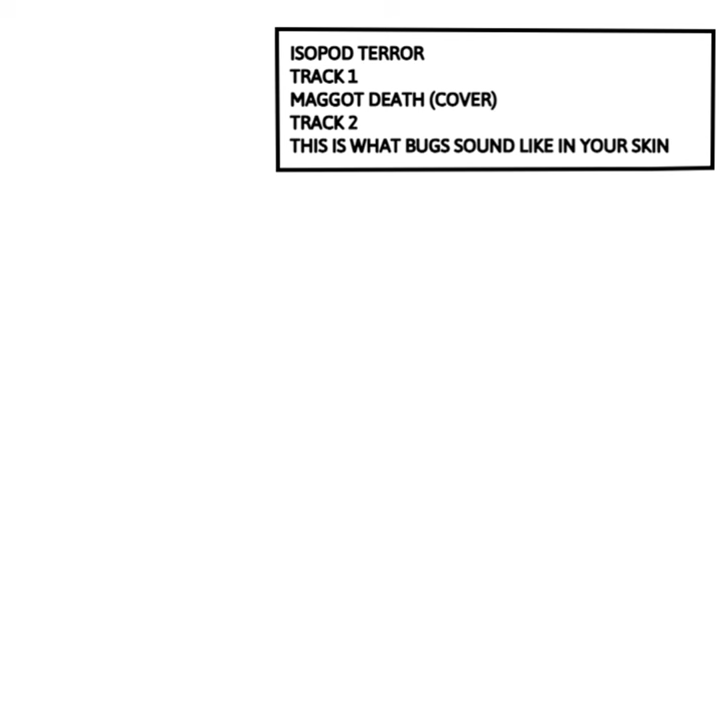 ISOPOD TERROR
TRACK 1
MAGGOT DEATH (COVER)
TRACK 2
THIS IS WHAT BUGS SOUND LIKE IN YOUR SKIN